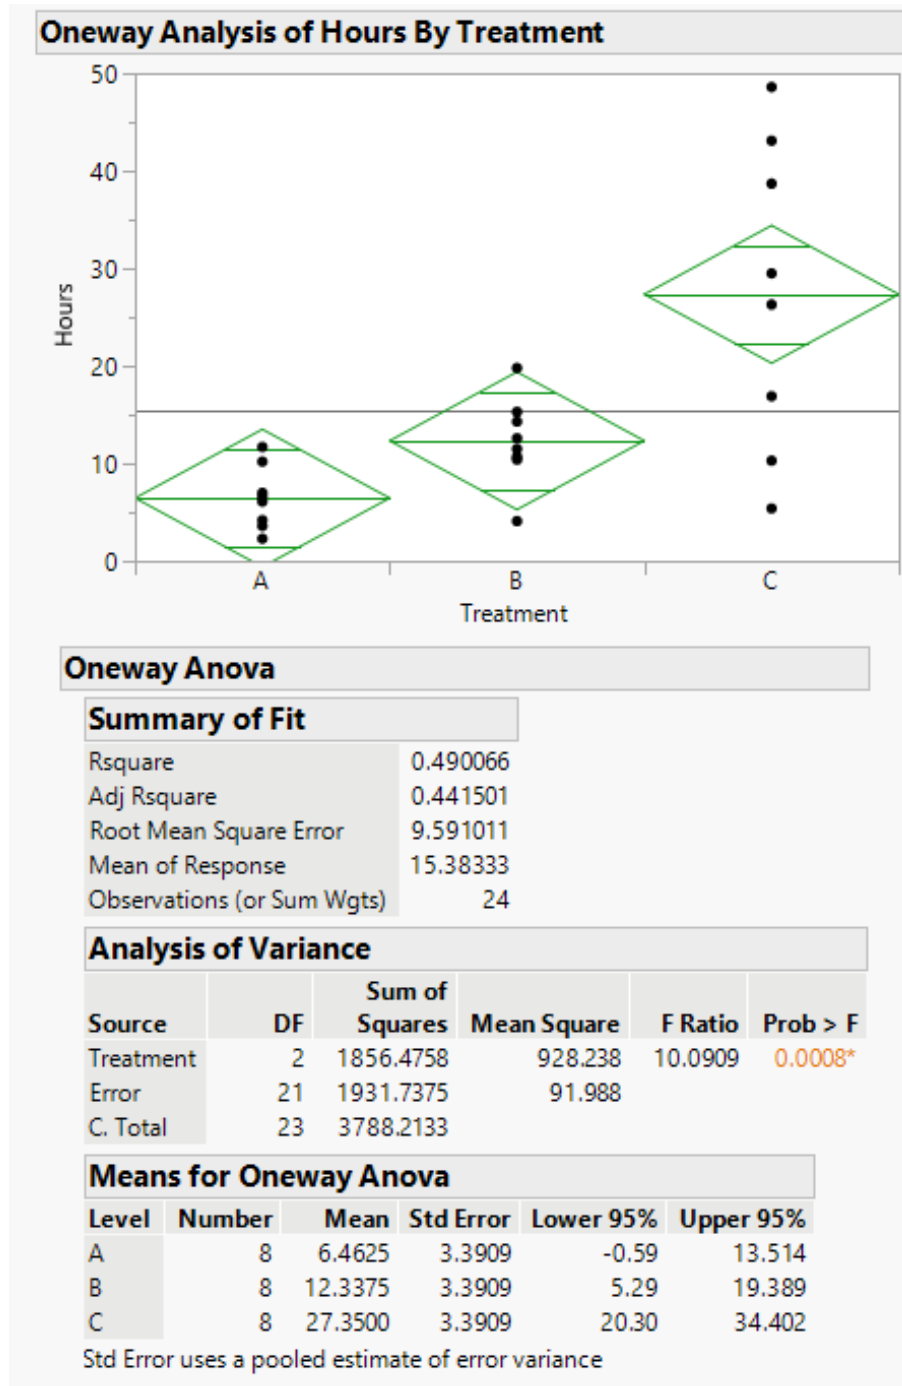 Oneway Analysis of Hours By Treatment
50
40
30
20
10
0
Hours
A B C
Treatment
Oneway Anova
Summary of Fit
Rsquare 0.490066
Adj Rsquare 0.441501
Root Mean Square Error 9.591011
Mean of Response 15.38333
Observations (or Sum Wgts) 24
Analysis of Variance
Sum of
Source DF Squares Mean Square F Ratio Prob > F
Treatment 2 1856.4758 928.238 10.0909 0.0008*
Error 21 1931.7375 91.988
C. Total 23 3788.2133
Means for Oneway Anova
Level Number Mean Std Error Lower 95% Upper 95%
A 8 6.4625 3.3909 -0.59 13.514
B 8 12.3375 3.3909 5.29 19.389
C 8 27.3500 3.3909 20.30 34.402
Std Error uses a pooled estimate of error variance